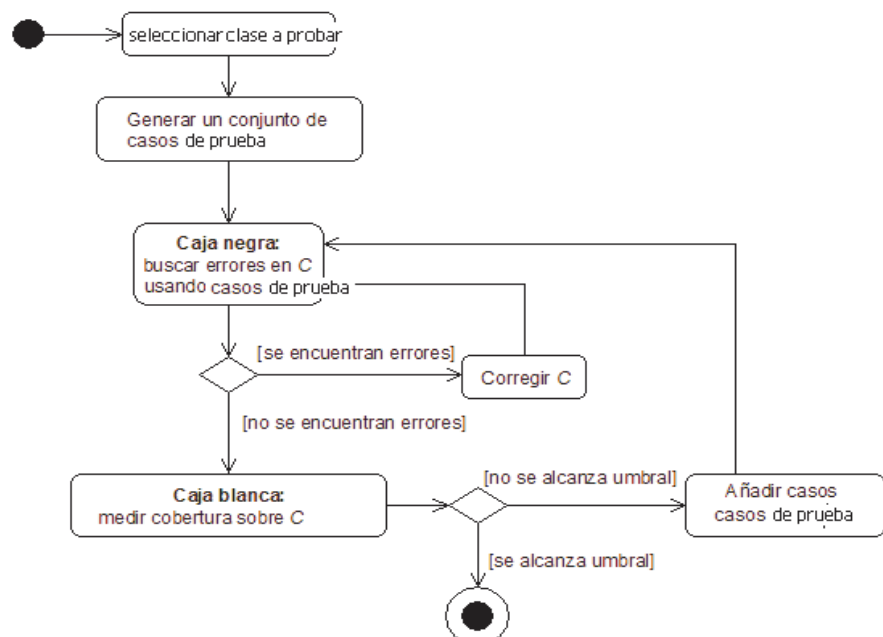 seleccionar clase a probar
Generar un conjunto de
casos de prueba
Caja negra:
buscar errores en C
usando casos de prueba
[se encuentran errores]
Corregir C
[no se encuentran errores]
Caja blanca:
medir cobertura sobre C
[no se alcanza umbral]
Añadir casos
casos de prueba
[se alcanza umbral]